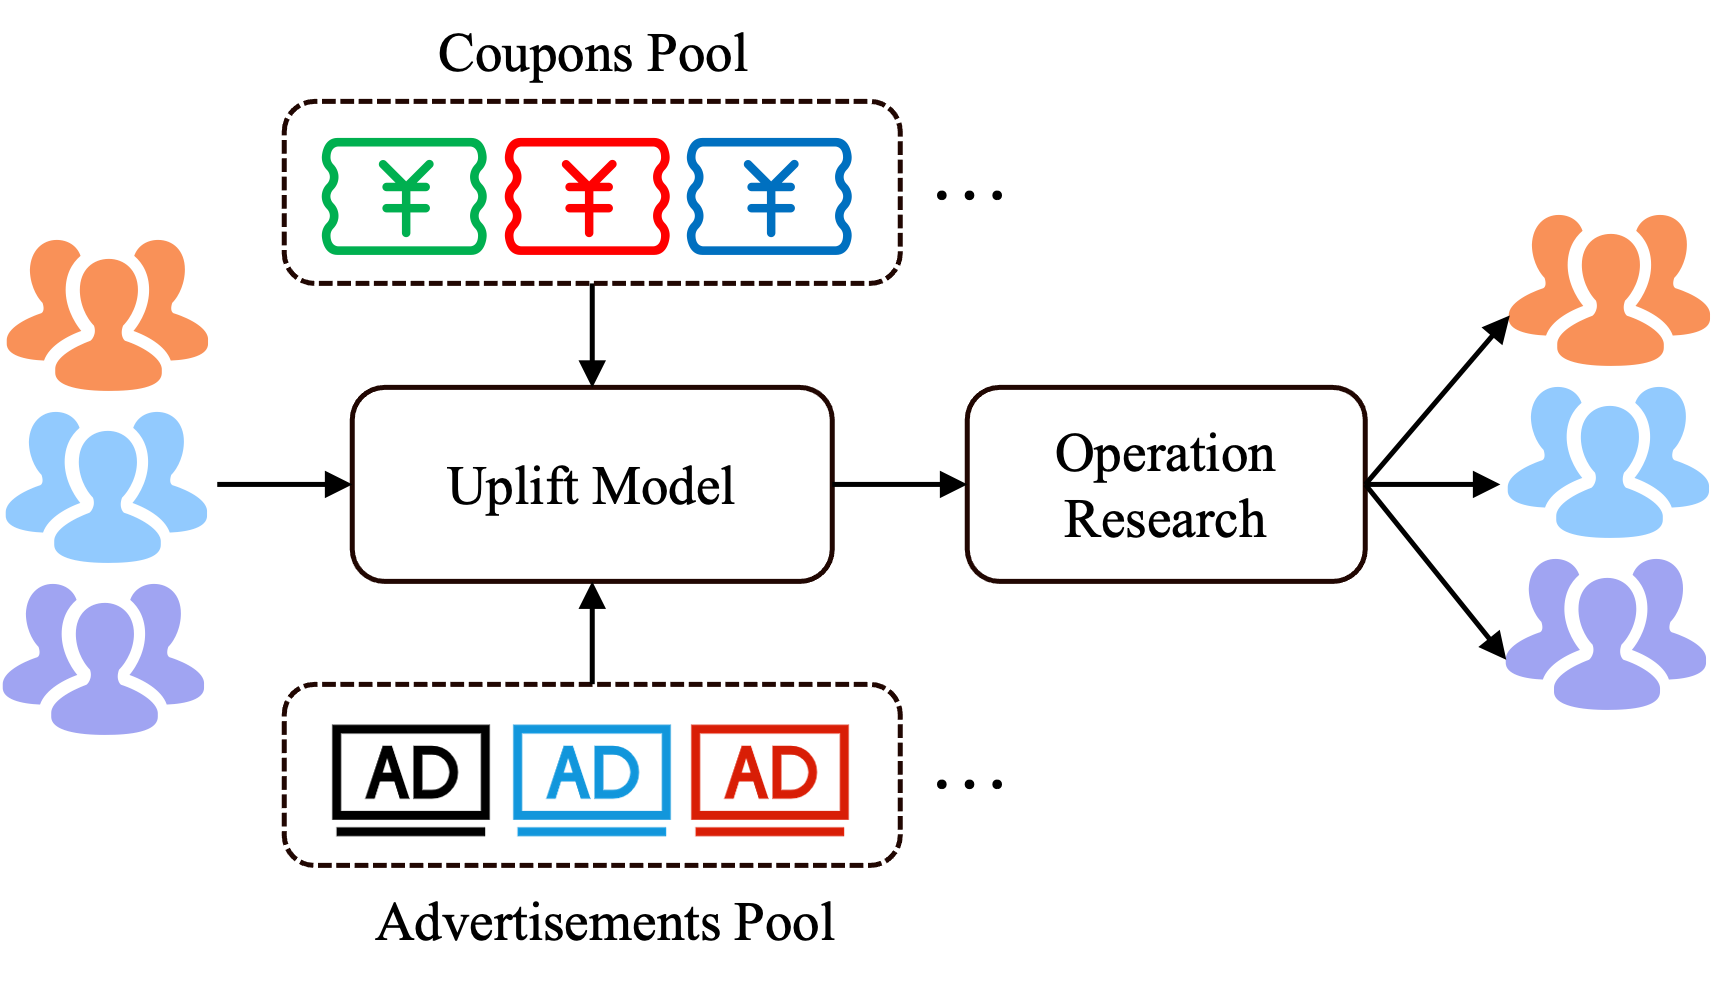 Coupons Pool
¥ ¥ ¥ ...
Uplift Model
Operation
Research
AD AD AD ...
Advertisements Pool